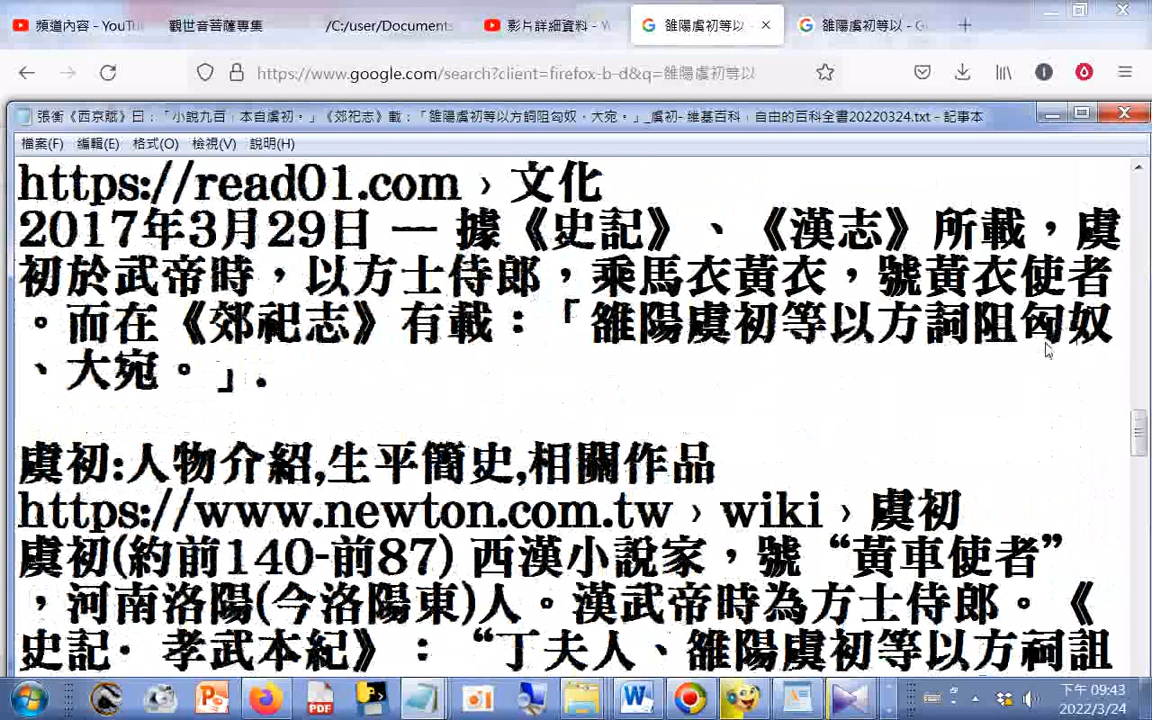 頻道內容 - YouTu
觀世音菩薩專集
/C:/user/Documents
影片詳細資料 - Y
雒陽虞初等以
雒陽虞初等以 - G
https://www.google.com/search?client=firefox-b-d&q=雒陽虞初等以
張衡《西京賦》曰：「小說九百，本自虞初。」《郊祀志》載：「雒陽虞初等以方詞阻匈奴、大宛。」_虞初- 維基百科，自由的百科全書20220324.txt - 記事本
檔案(F) 編輯(E) 格式(O) 檢視(V) 說明(H)
https://read01.com › 文化
2017年3月29日 — 據《史記》、《漢志》所載，虞
初於武帝時，以方士侍郎，乘馬衣黃衣，號黃衣使者
。而在《郊祀志》有載：「雒陽虞初等以方詞阻匈奴
、大宛。」.
虞初:人物介紹,生平簡史,相關作品
https://www.newton.com.tw › wiki › 虞初
虞初(約前140-前87) 西漢小說家，號“黃車使者”
，河南洛陽(今洛陽東)人。漢武帝時為方士侍郎。《
史記· 孝武本紀》：“丁夫人、雒陽虞初等以方祠詛
下午 09:43
2022/3/24